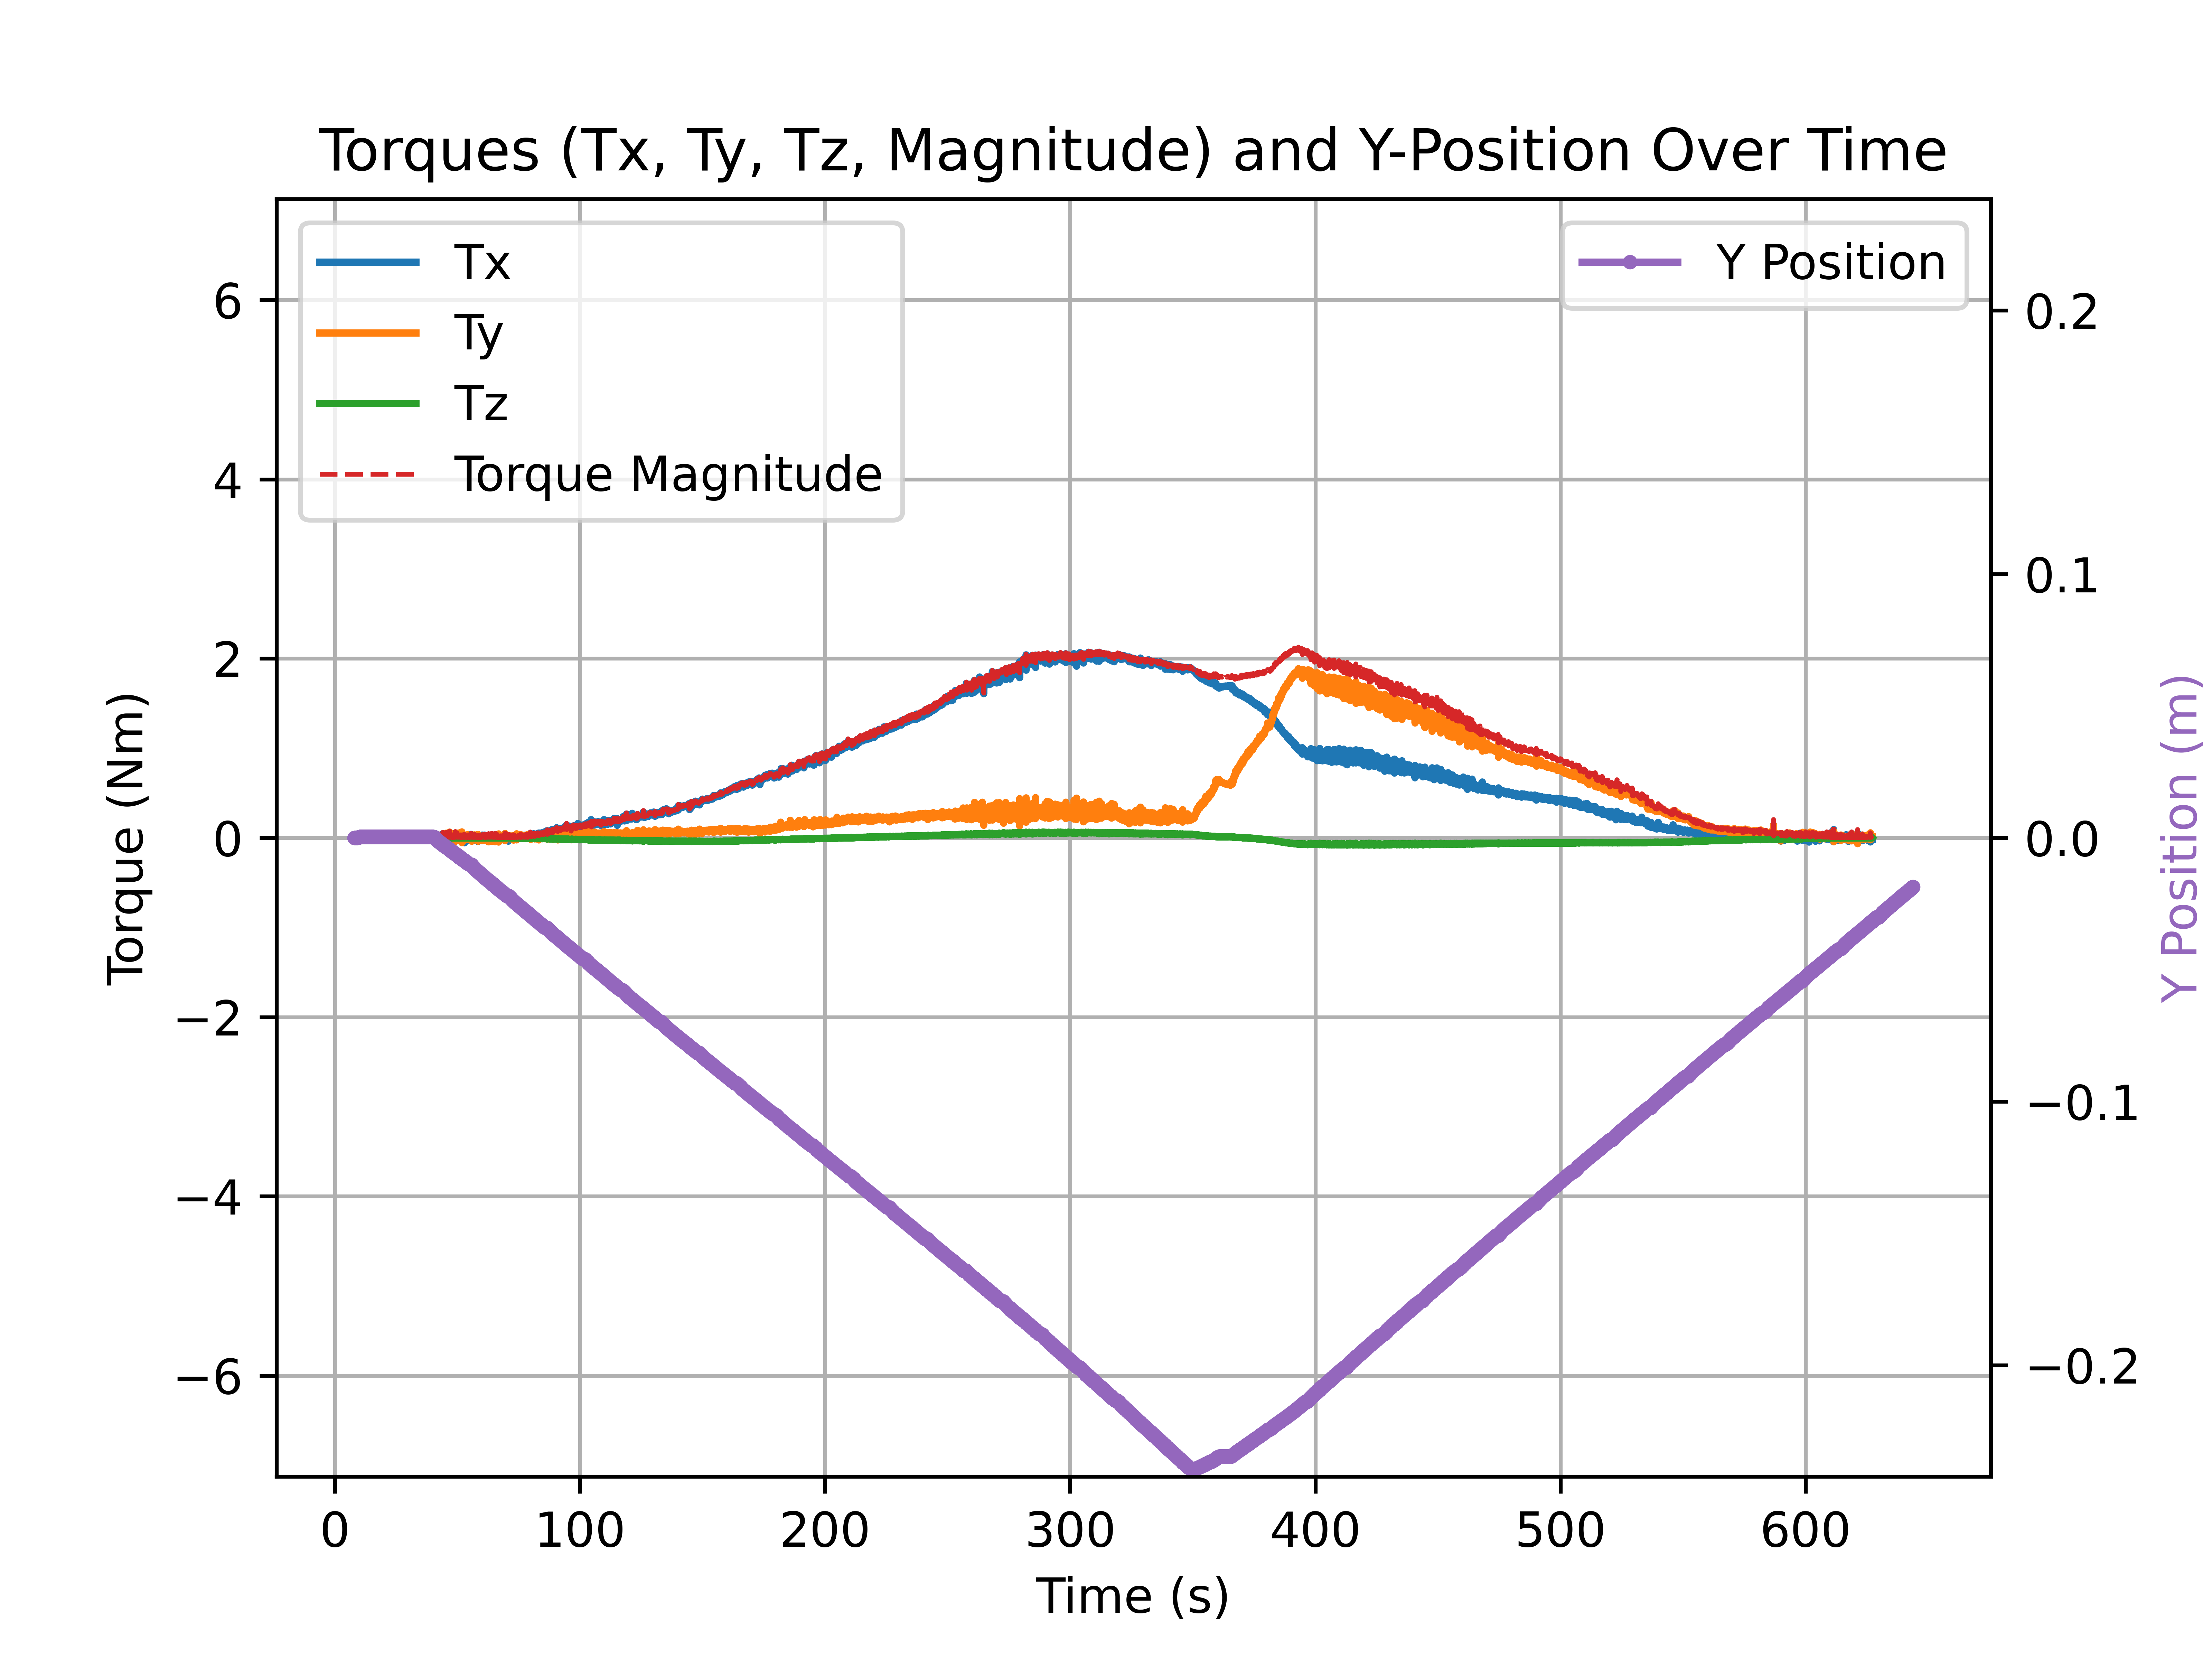 Torques (Tx, Ty, Tz, Magnitude) and Y-Position Over Time
Tx
Ty
Tz
Torque Magnitude
Y Position
6
4
2
0
−2
−4
−6
Torque (Nm)
0.2
0.1
0.0
−0.1
−0.2
Y Position (m)
0 100 200 300 400 500 600
Time (s)